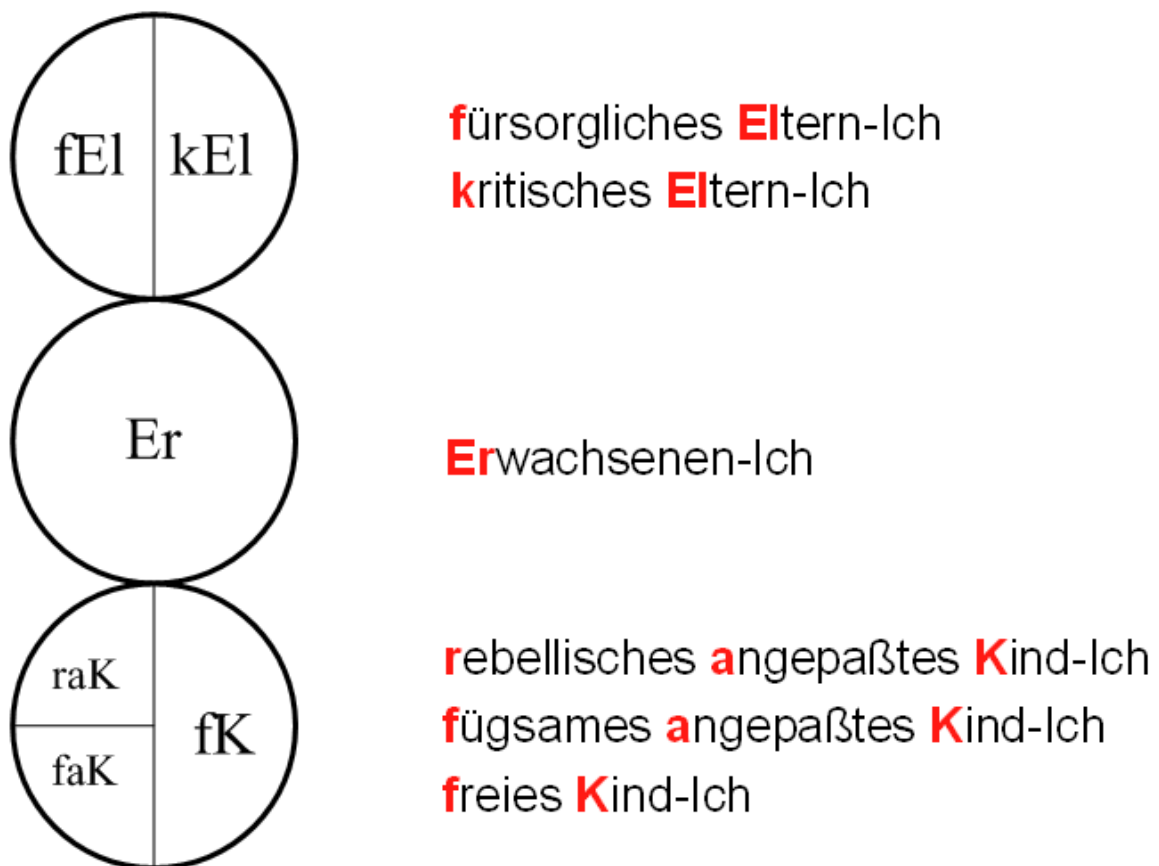 fEl kEl
fürsorgliches Eltern-Ich
kritisches Eltern-Ich
Er
Erwachsenen-Ich
raK
faK
fK
rebellisches angepaßtes Kind-Ich
fügsames angepaßtes Kind-Ich
freies Kind-Ich